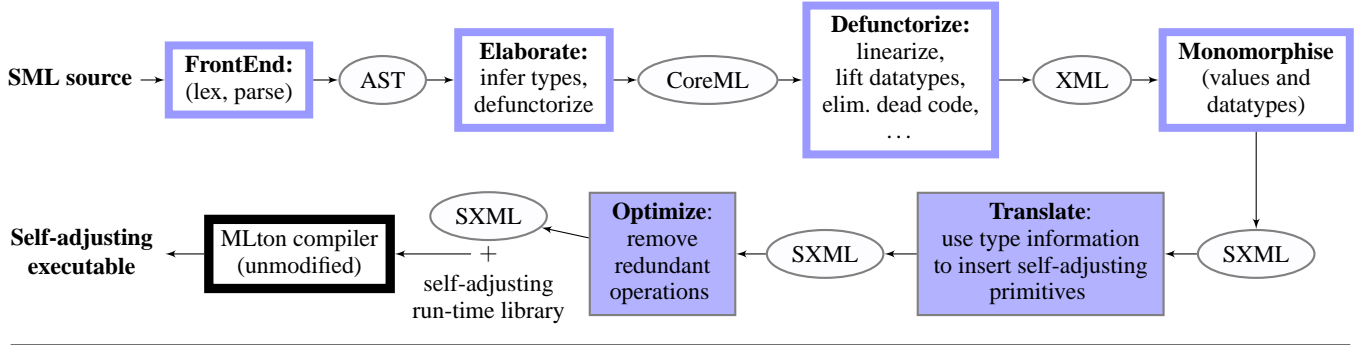 SML source
FrontEnd:
(lex, parse)
AST
Elaborate:
infer types,
defunctorize
CoreML
Defunctorize:
linearize,
lift datatypes,
elim. dead code,
...
XML
Monomorphise
(values and
datatypes)
SXML
Translate:
use type information
to insert self-adjusting
primitives
SXML
Optimize:
remove
redundant
operations
SXML
+
self-adjusting
run-time library
MLton compiler
(unmodified)
Self-adjusting
executable